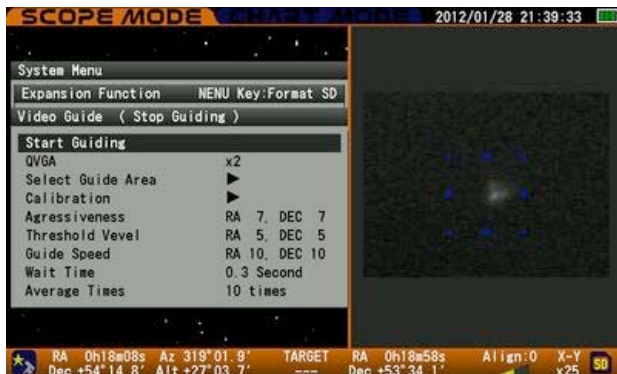 SCOPE MODE CHART MODE 2012/01/28 21:39:33
System Menu
Expansion Function NENU Key:Format SD
Video Guide ( Stop Guiding )
Start Guiding
QVGA x2
Select Guide Area ▶
Calibration ▶
Agressiveness RA 7, DEC 7
Threshold Vevel RA 5, DEC 5
Guide Speed RA 10, DEC 10
Wait Time 0.3 Second
Average Times 10 times
RA 0h18m08s Az 319°01.9' TARGET RA 0h18m58s Align:0 X-Y SD
Dec +54°14.8' Alt +27°03.7' --- Dec +53°34.1' x25